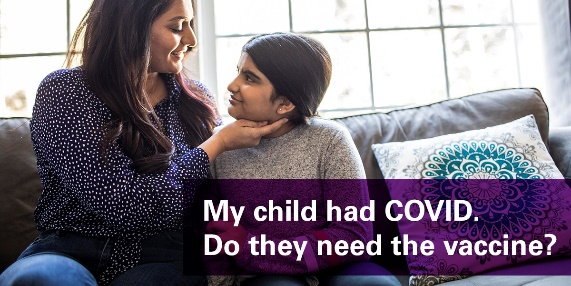 My child had COVID.
Do they need the vaccine?